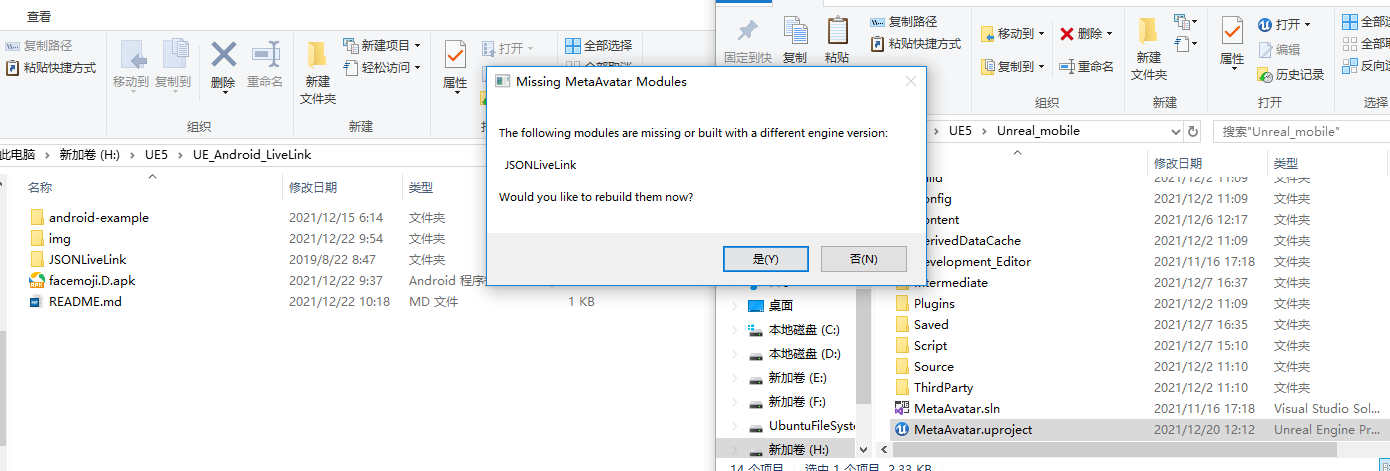 查看
复制路径
粘贴快捷方式
移动到
复制到
删除
重命名
新建
文件夹
新建项目
轻松访问
属性
打开
全部选择
组织
新建
此电脑 新加卷 (H:) UE5 UE_Android_LiveLink
名称 修改日期 类型
android-example 2021/12/15 6:14 文件夹
img 2021/12/22 9:54 文件夹
JSONLiveLink 2019/8/22 8:47 文件夹
facemoji.D.apk 2021/12/22 9:37 Android 程序
README.md 2021/12/22 10:18 MD 文件 1 KB
Missing MetaAvatar Modules
The following modules are missing or built with a different engine version:
JSONLiveLink
Would you like to rebuild them now?
是(Y) 否(N)
固定到快
复制
粘贴
复制路径
粘贴快捷方式
移动到
复制到
删除
重命名
新建
文件夹
属性
打开
编辑
历史记录
全部选择
全部取
反向选
组织
新建
打开
选择
UE5 Unreal_mobile
搜索"Unreal_mobile"
修改日期 类型
2021/12/2 11:09 文件夹
onfig 2021/12/2 11:09 文件夹
ontent 2021/12/6 12:17 文件夹
erivedDataCache 2021/12/2 11:09 文件夹
evelopment_Editor 2021/11/16 17:18 文件夹
ntermediate 2021/12/7 16:37 文件夹
Plugins 2021/12/2 11:09 文件夹
Saved 2021/12/7 16:35 文件夹
Script 2021/12/7 15:10 文件夹
Source 2021/12/2 11:10 文件夹
ThirdParty 2021/12/2 11:10 文件夹
MetaAvatar.sln 2021/11/16 17:18 Visual Studio Sol...
MetaAvatar.uproject 2021/12/20 12:12 Unreal Engine Pr...
桌面
本地磁盘 (C:)
本地磁盘 (D:)
新加卷 (E:)
新加卷 (F:)
UbuntuFileSyste
新加卷 (H:)
14 个项目 选中 1 个项目 2.33 KB